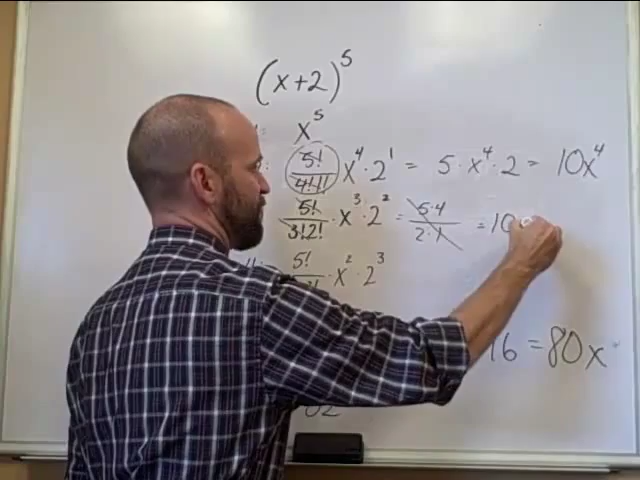 (x+2)^5
x^5
5!/4!1! x^4 · 2^1 = 5 · x^4 · 2 = 10x^4
5!/3!2! · x^3 · 2^2 = 5·4/2·1 = 10
5! · x^2 · 2^3
16 = 80x